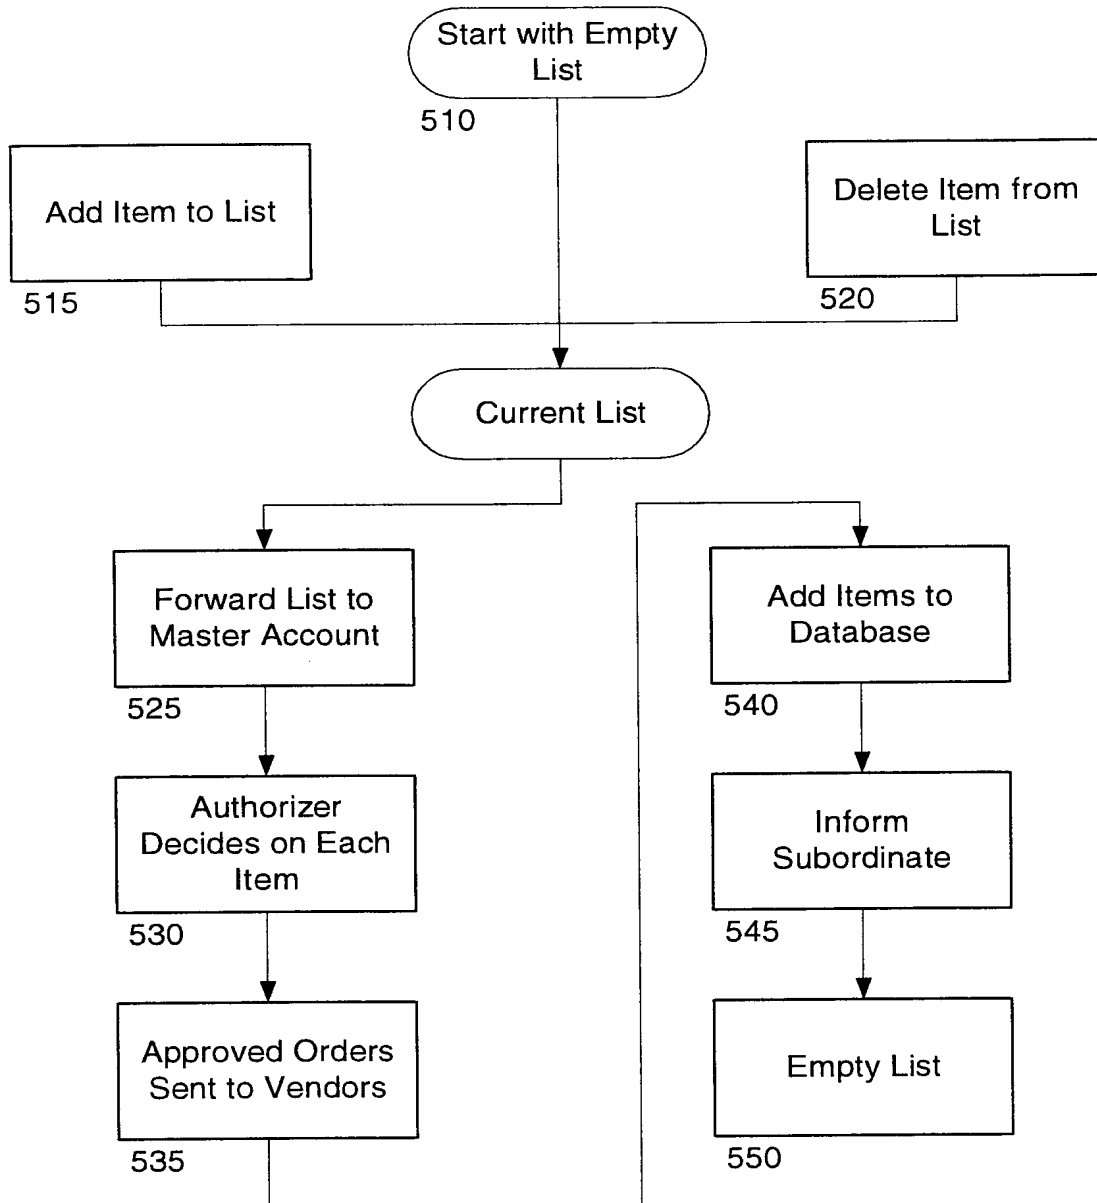 Start with Empty
List
510
Add Item to List
515
Delete Item from
List
520
Current List
Forward List to
Master Account
525
Authorizer
Decides on Each
Item
530
Approved Orders
Sent to Vendors
535
Add Items to
Database
540
Inform
Subordinate
545
Empty List
550